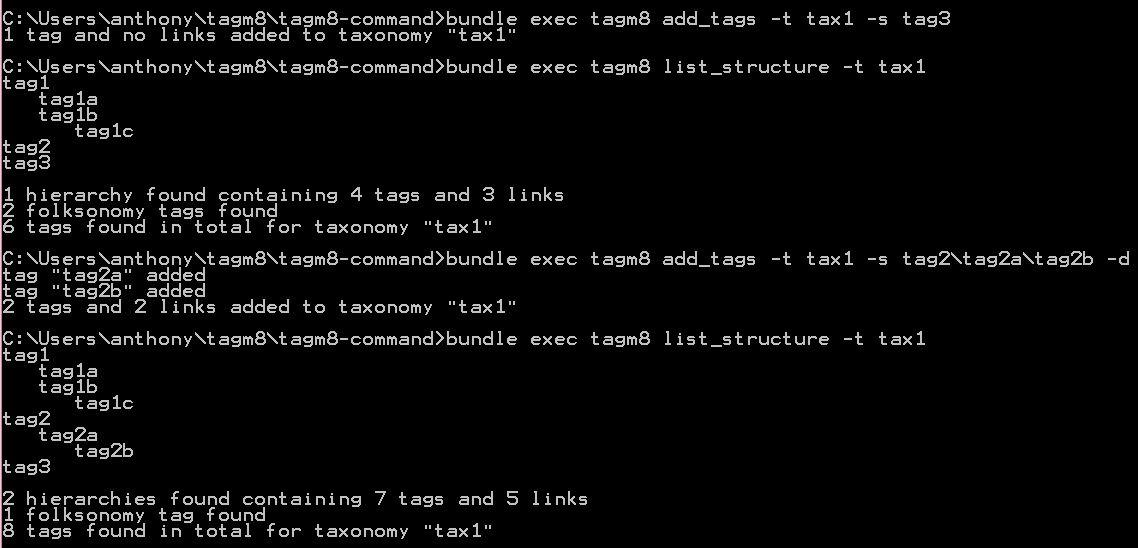 C:\Users\anthony\tagm8\tagm8-command>bundle exec tagm8 add_tags -t tax1 -s tag3
1 tag and no links added to taxonomy "tax1"
C:\Users\anthony\tagm8\tagm8-command>bundle exec tagm8 list_structure -t tax1
tag1
   tag1a
   tag1b
      tag1c
tag2
tag3
1 hierarchy found containing 4 tags and 3 links
2 folksonomy tags found
6 tags found in total for taxonomy "tax1"
C:\Users\anthony\tagm8\tagm8-command>bundle exec tagm8 add_tags -t tax1 -s tag2\tag2a\tag2b -d
tag "tag2a" added
tag "tag2b" added
2 tags and 2 links added to taxonomy "tax1"
C:\Users\anthony\tagm8\tagm8-command>bundle exec tagm8 list_structure -t tax1
tag1
   tag1a
   tag1b
      tag1c
tag2
   tag2a
      tag2b
tag3
2 hierarchies found containing 7 tags and 5 links
1 folksonomy tag found
8 tags found in total for taxonomy "tax1"